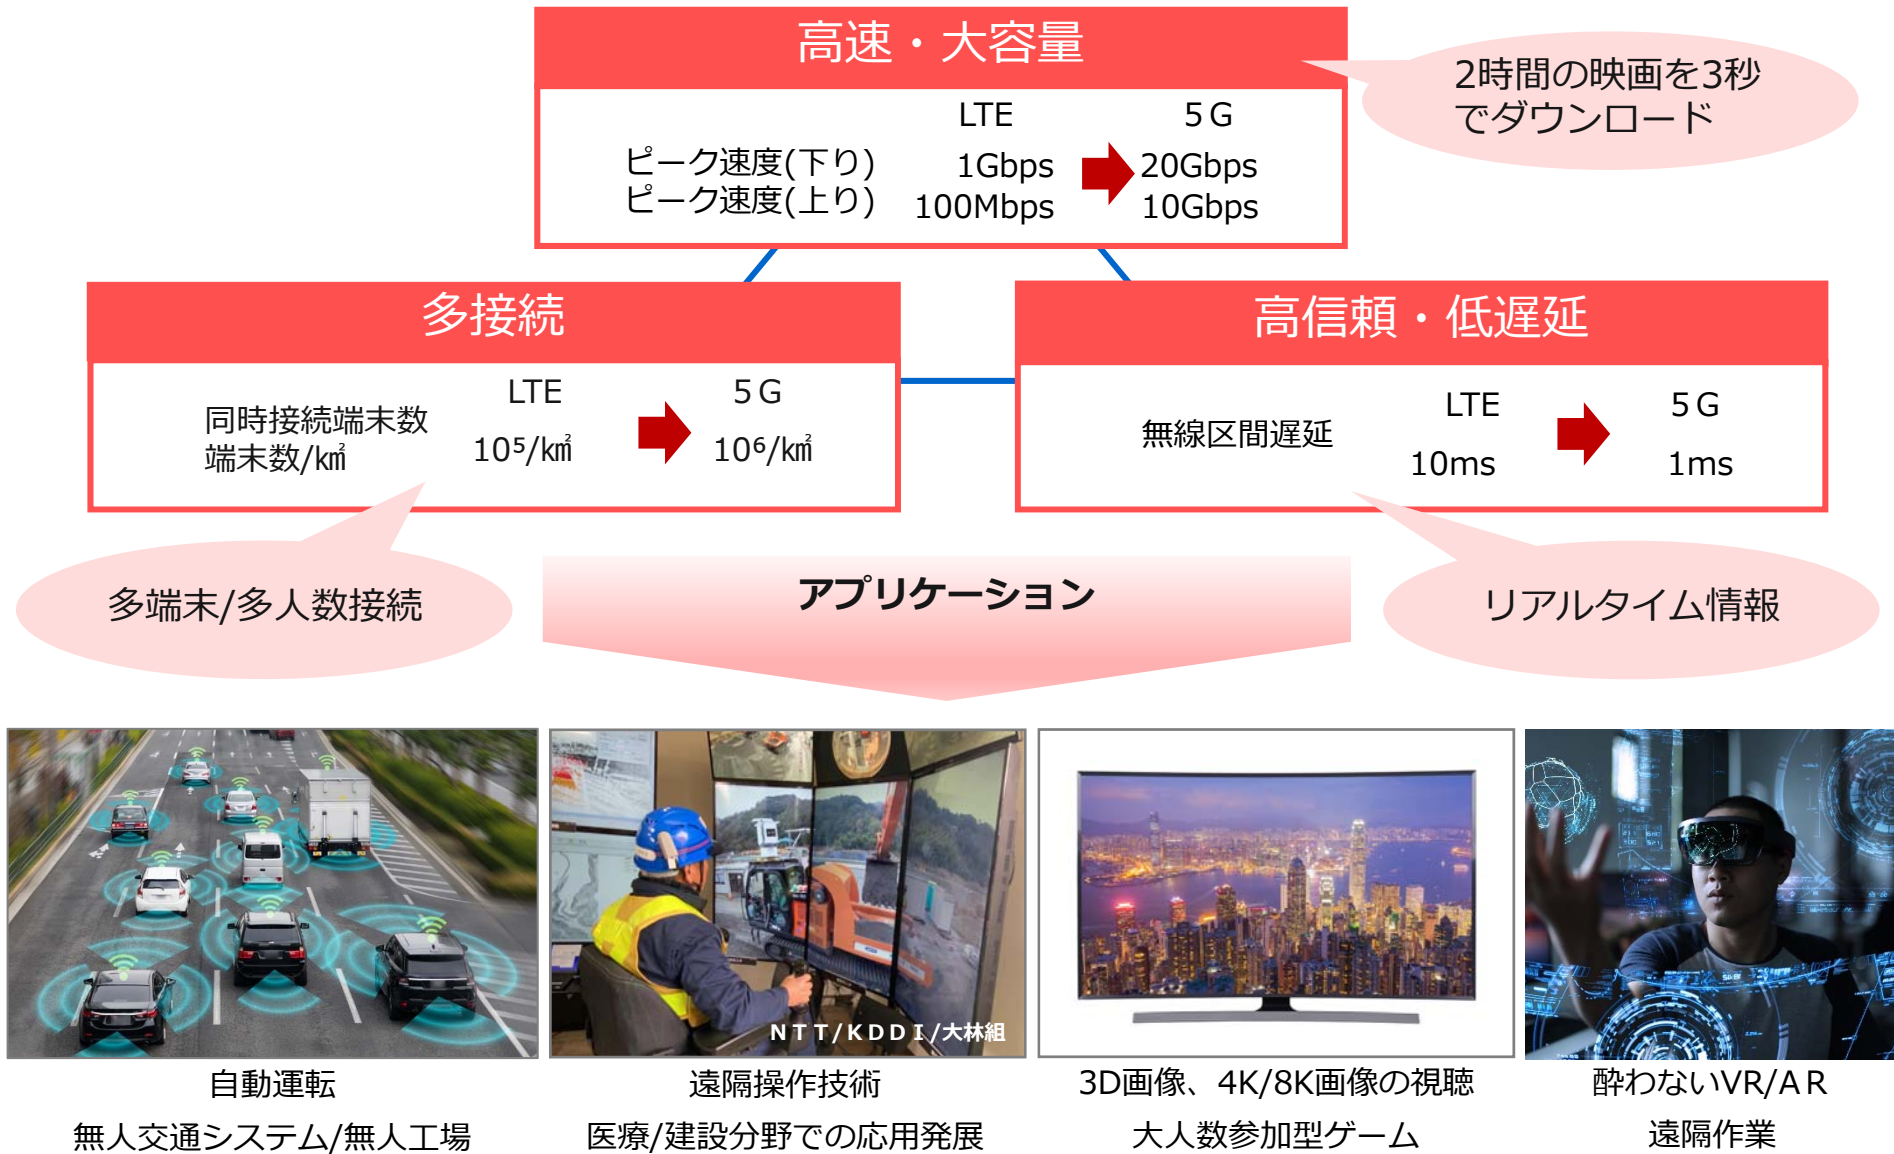 高速・大容量
LTE 5G
ピーク速度(下り) 1Gbps 20Gbps
ピーク速度(上り) 100Mbps 10Gbps
2時間の映画を3秒
でダウンロード
多接続
LTE 5G
同時接続端末数
端末数/㎢ 10⁵/㎢ 10⁶/㎢
高信頼・低遅延
LTE 5G
無線区間遅延
10ms 1ms
多端末/多人数接続
アプリケーション
リアルタイム情報
NTT/KDDI/大林組
自動運転
無人交通システム/無人工場
遠隔操作技術
医療/建設分野での応用発展
3D画像、4K/8K画像の視聴
大人数参加型ゲーム
酔わないVR/AR
遠隔作業